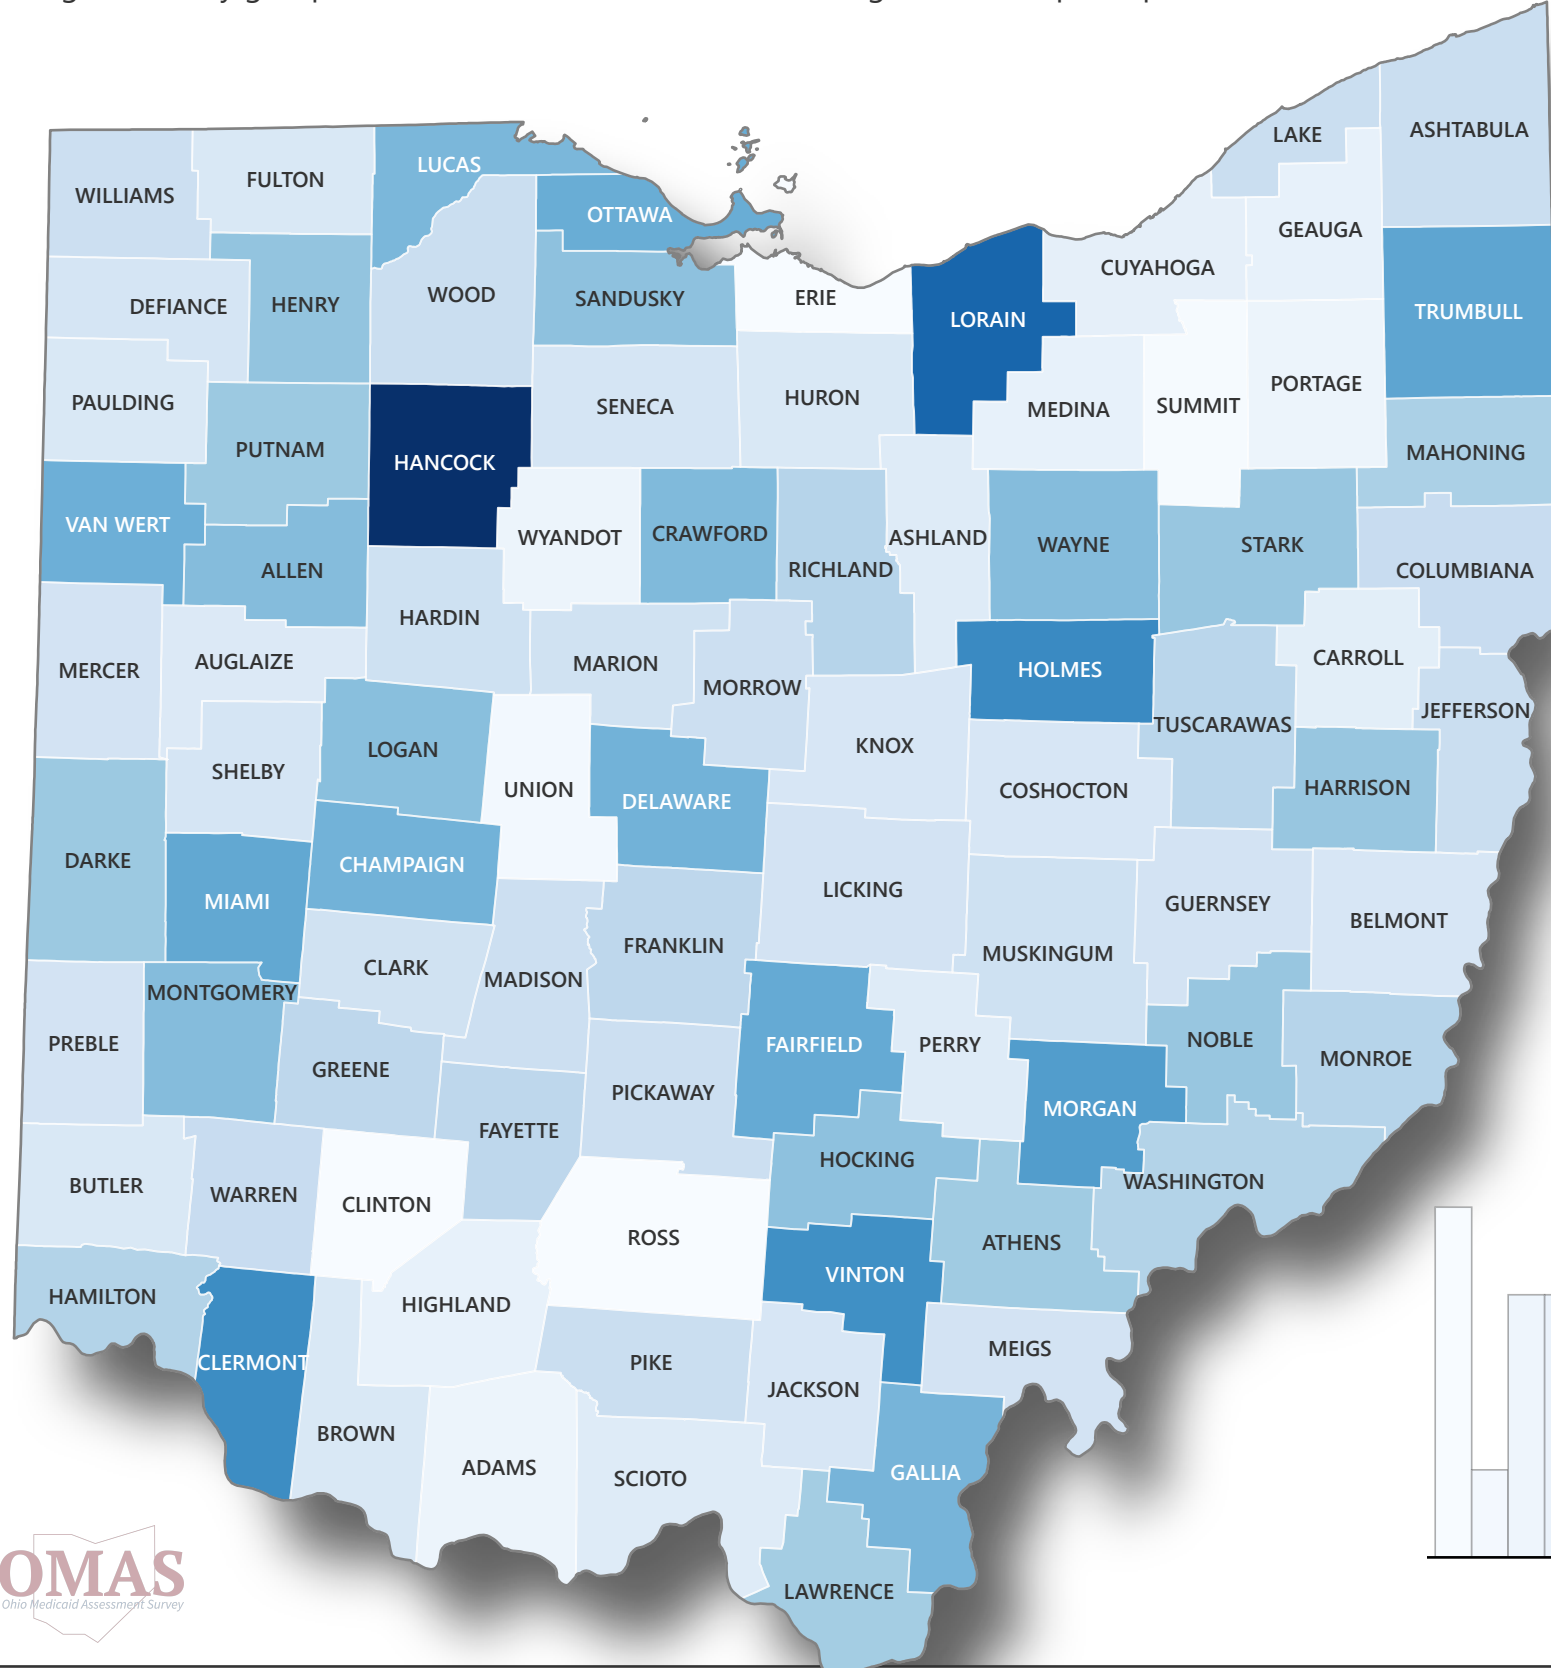 LAKE
ASHTABULA
WILLIAMS
FULTON
LUCAS
OTTAWA
GEAUGA
DEFIANCE
HENRY
WOOD
SANDUSKY
ERIE
LORAIN
CUYAHOGA
TRUMBULL
PAULDING
PUTNAM
HANCOCK
SENECA
HURON
MEDINA
SUMMIT
PORTAGE
MAHONING
VAN WERT
ALLEN
WYANDOT
CRAWFORD
RICHLAND
ASHLAND
WAYNE
STARK
COLUMBIANA
MERCER
AUGLAIZE
HARDIN
MARION
MORROW
HOLMES
TUSCARAWAS
CARROLL
JEFFERSON
SHELBY
LOGAN
UNION
DELAWARE
KNOX
COSHOCTON
HARRISON
DARKE
MIAMI
CHAMPAIGN
LICKING
GUERNSEY
BELMONT
CLARK
MADISON
FRANKLIN
MUSKINGUM
PREBLE
MONTGOMERY
GREENE
PICKAWAY
FAIRFIELD
PERRY
MORGAN
NOBLE
MONROE
BUTLER
WARREN
CLINTON
FAYETTE
ROSS
HOCKING
ATHENS
WASHINGTON
HAMILTON
CLERMONT
HIGHLAND
PIKE
VINTON
MEIGS
BROWN
ADAMS
SCIOTO
JACKSON
GALLIA
LAWRENCE
OMAS
Ohio Medicaid Assessment Survey